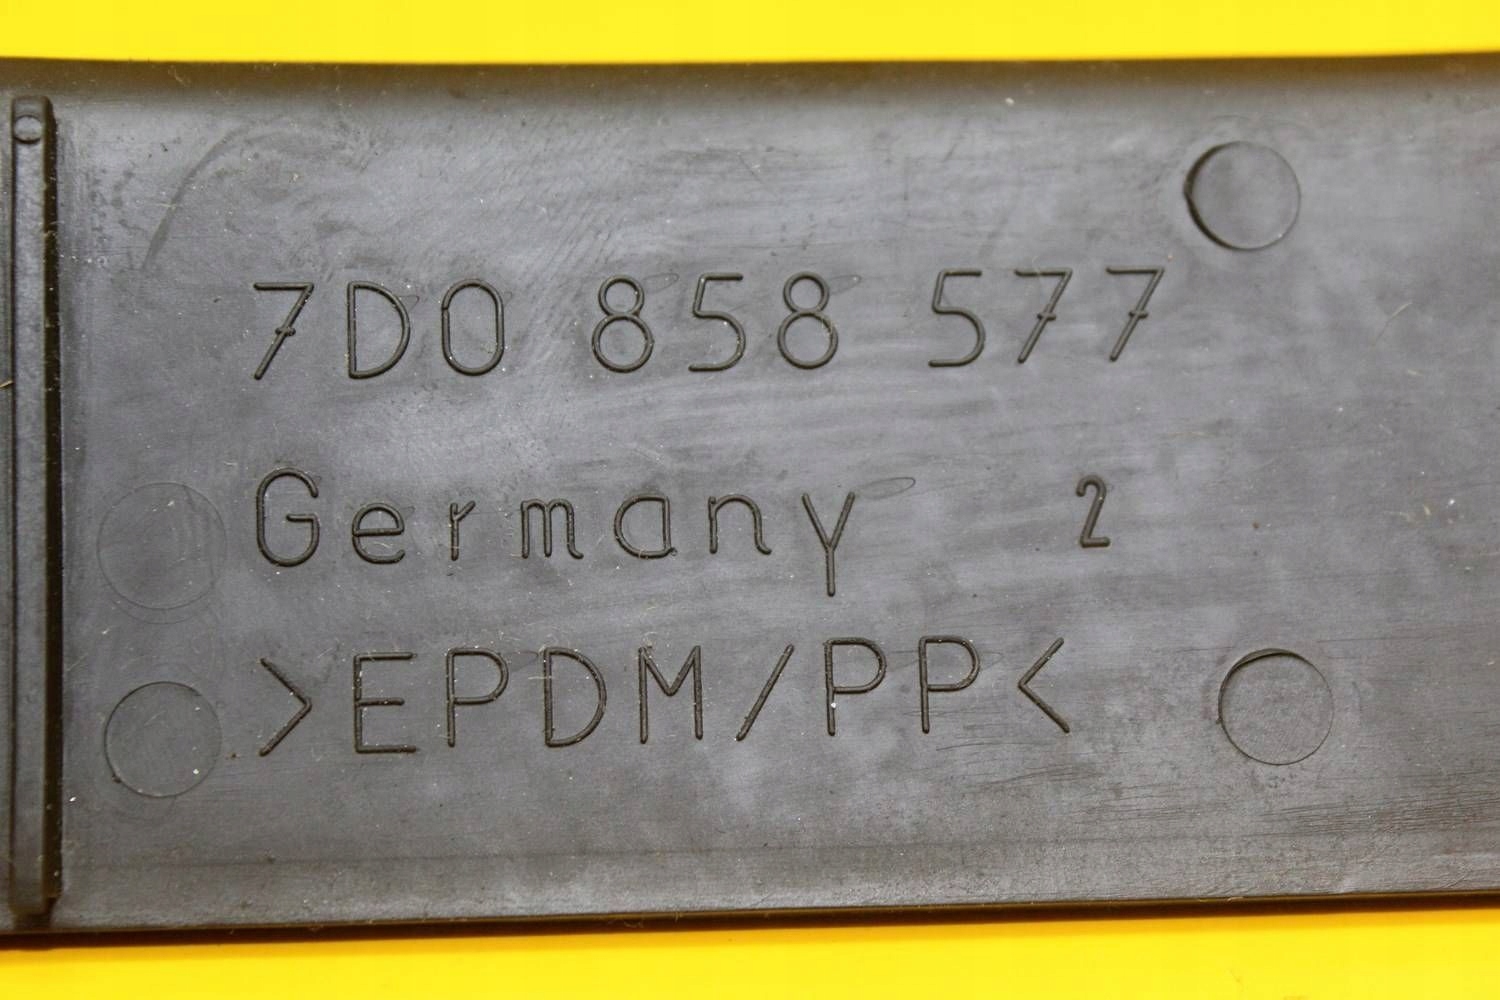 7D0 858 577
Germany 2
>EPDM/PP<